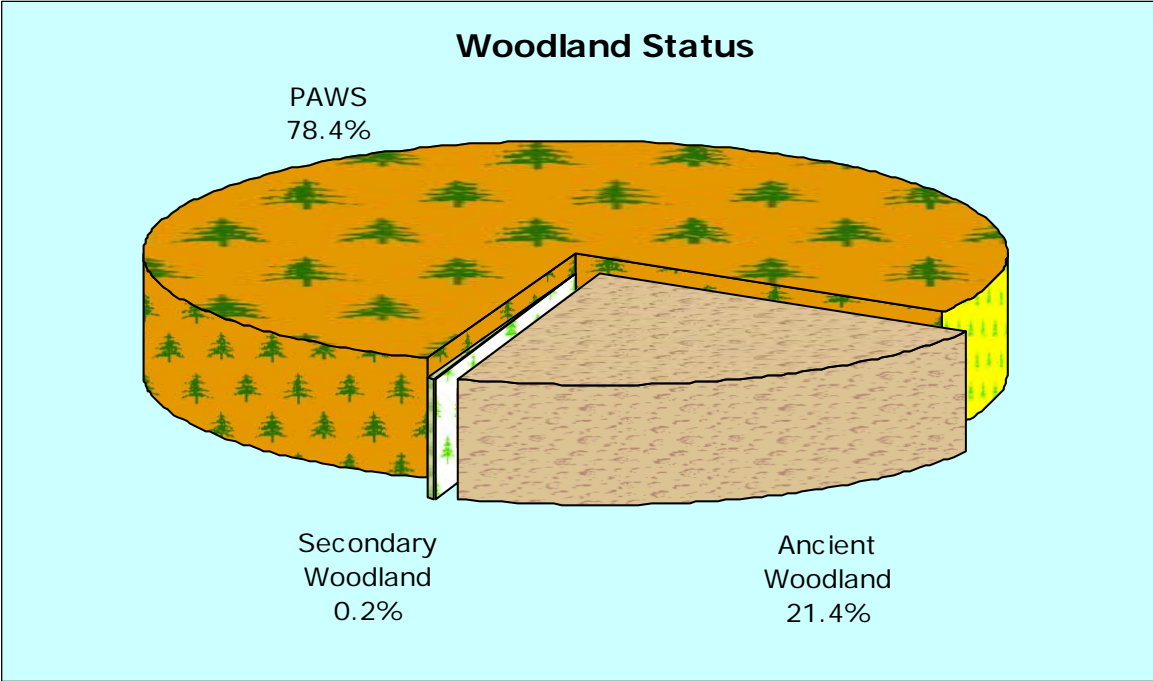 Woodland Status
PAWS
78.4%
Secondary
Woodland
0.2%
Ancient
Woodland
21.4%